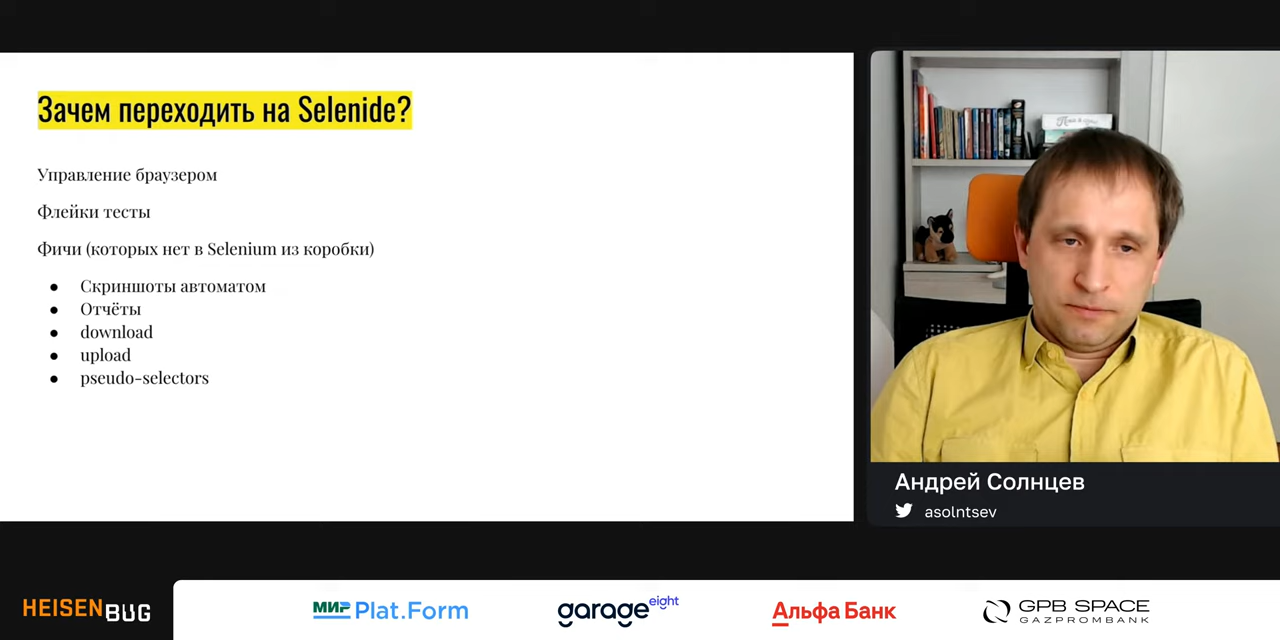 Зачем переходить на Selenide?
Управление браузером
Флейки тесты
Фичи (которых нет в Selenium из коробки)
● Скриншоты автоматом
● Отчёты
● download
● upload
● pseudo-selectors
Андрей Солнцев
asolntsev
HEISENBUG
МИР Plat.Form
garage eight
Альфа Банк
GPB SPACE
GAZPROMBANK